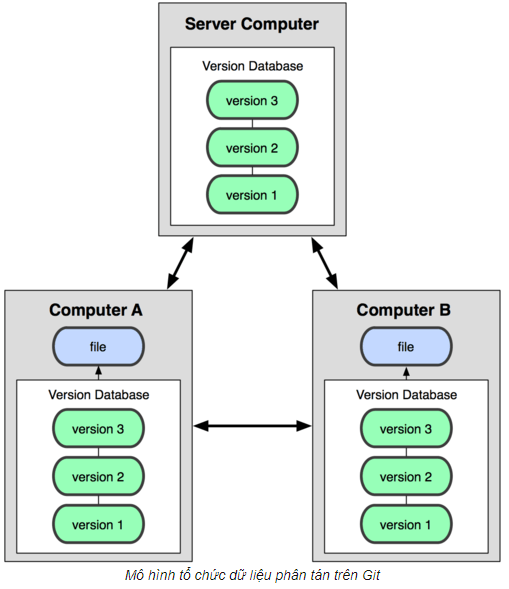 Server Computer
Version Database
version 3
version 2
version 1
Computer A
file
Version Database
version 3
version 2
version 1
Computer B
file
Version Database
version 3
version 2
version 1
Mô hình tổ chức dữ liệu phân tán trên Git